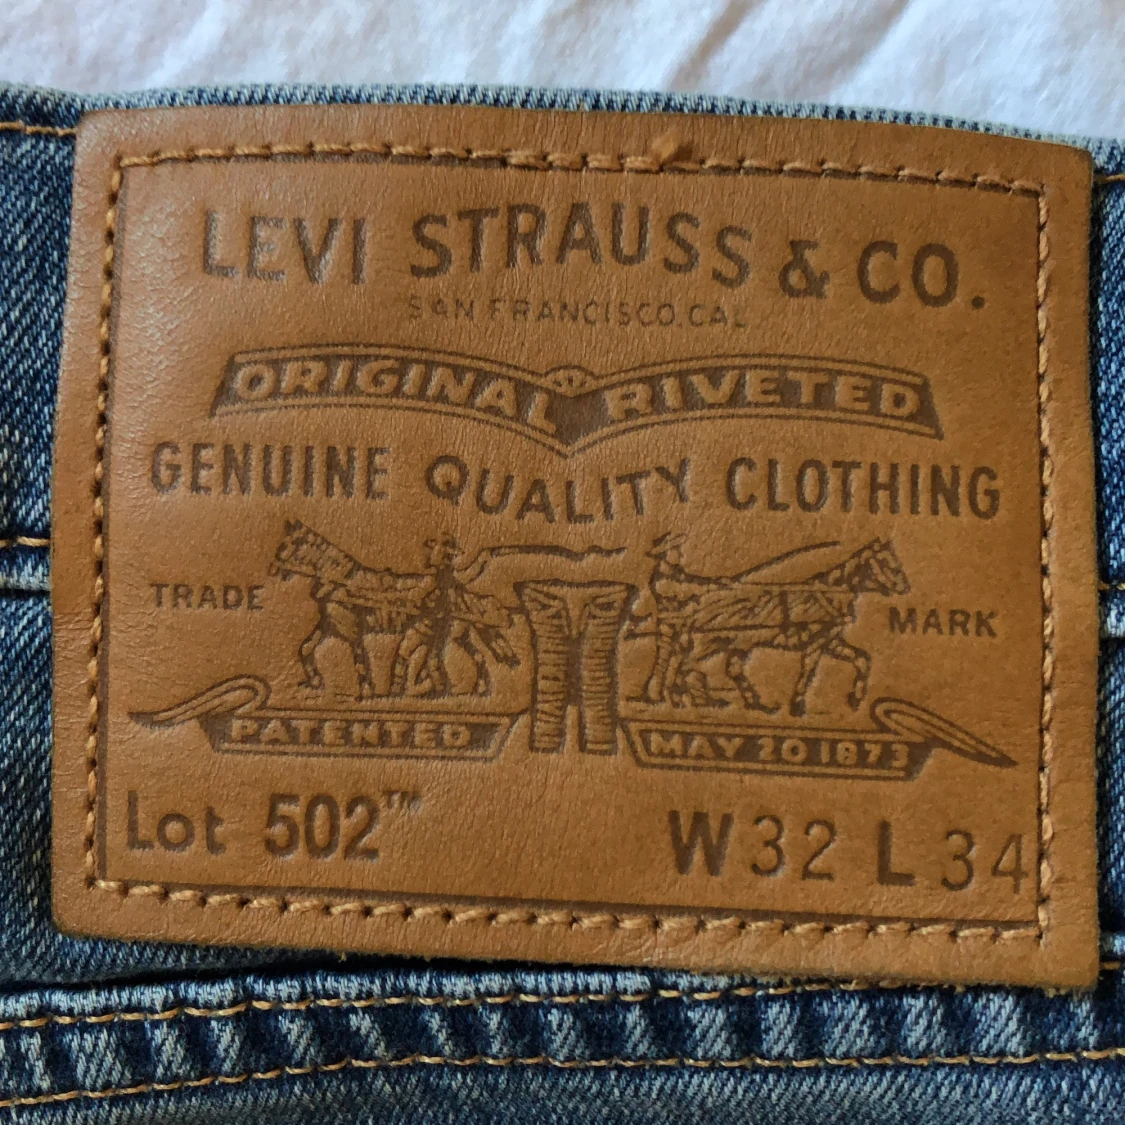 LEVI STRAUSS & CO.
SAN FRANCISCO, CAL
ORIGINAL RIVETED
GENUINE QUALITY CLOTHING
TRADE MARK
PATENTED MAY 20 1873
Lot 502™ W32 L34